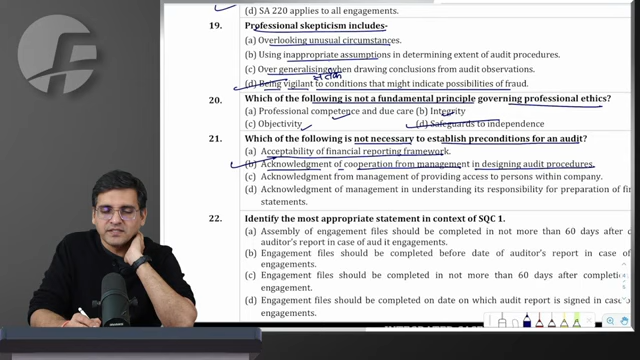 (d) SA 220 applies to all engagements.
19. Professional skepticism includes-
(a) Overlooking unusual circumstances.
(b) Using inappropriate assumptions in determining extent of audit procedures.
(c) Over generalising when drawing conclusions from audit observations.
(d) Being vigilant to conditions that might indicate possibilities of fraud.
20. Which of the following is not a fundamental principle governing professional ethics?
(a) Professional competence and due care (b) Integrity
(c) Objectivity (d) Safeguards to independence
21. Which of the following is not necessary to establish preconditions for an audit?
(a) Acceptability of financial reporting framework.
(b) Acknowledgment of cooperation from management in designing audit procedures.
(c) Acknowledgment from management of providing access to persons within company.
(d) Acknowledgment of management in understanding its responsibility for preparation of fin
statements.
22. Identify the most appropriate statement in context of SQC 1.
(a) Assembly of engagement files should be completed in not more than 60 days after d
auditor's report in case of audit engagements.
(b) Engagement files should be completed before date of auditor's report in case of
engagements.
(c) Engagement files should be completed in not more than 60 days after completi
engagement.
(d) Engagement files should be completed on date on which audit report is signed in case
engagements.